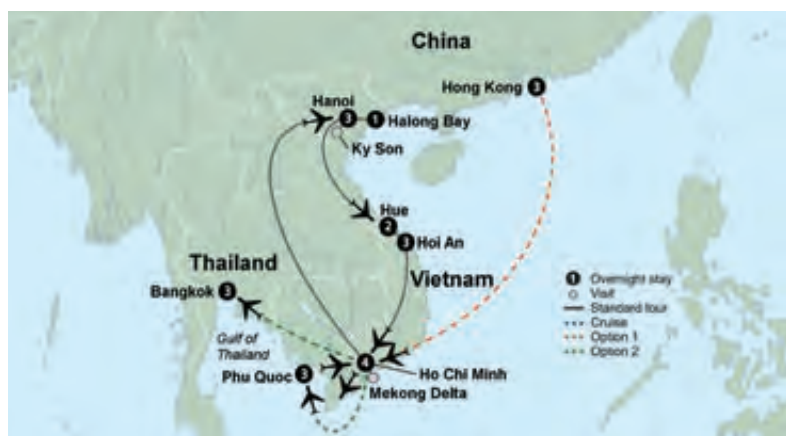 China
Hong Kong 3
Hanoi
3 1 Halong Bay
Ky Son
Hue
2
3 Hoi An
Thailand
Vietnam
Bangkok 3
1 Overnight stay
Visit
Standard tour
Cruise
Option 1
Option 2
Gulf of
Thailand
4
Ho Chi Minh
Phu Quoc 3
Mekong Delta